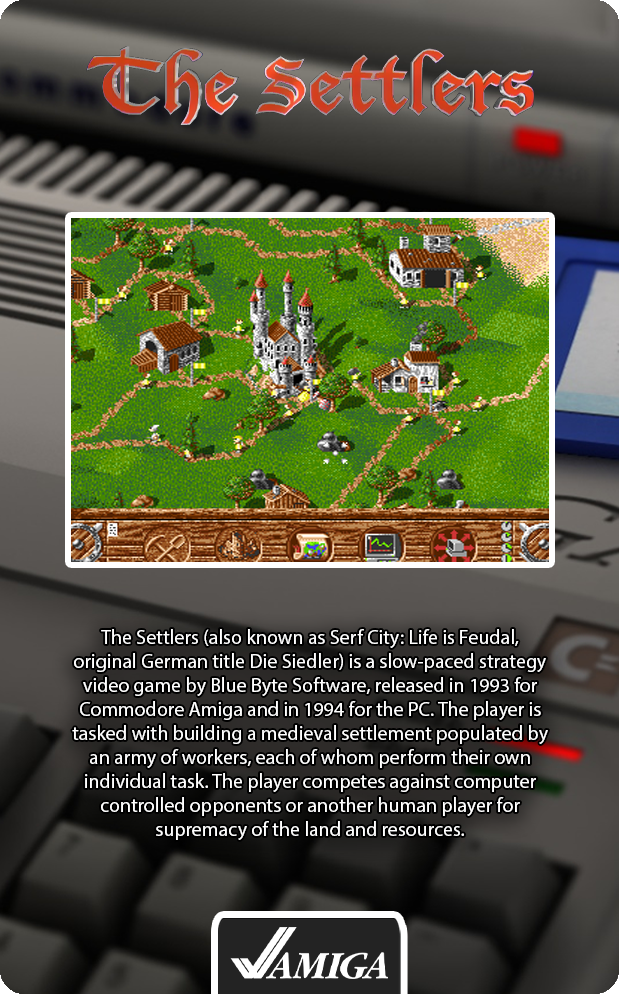 The Settlers
The Settlers (also known as Serf City: Life is Feudal,
original German title Die Siedler) is a slow-paced strategy
video game by Blue Byte Software, released in 1993 for
Commodore Amiga and in 1994 for the PC. The player is
tasked with building a medieval settlement populated by
an army of workers, each of whom perform their own
individual task. The player competes against computer
controlled opponents or another human player for
supremacy of the land and resources.
7
8
5
AMIGA